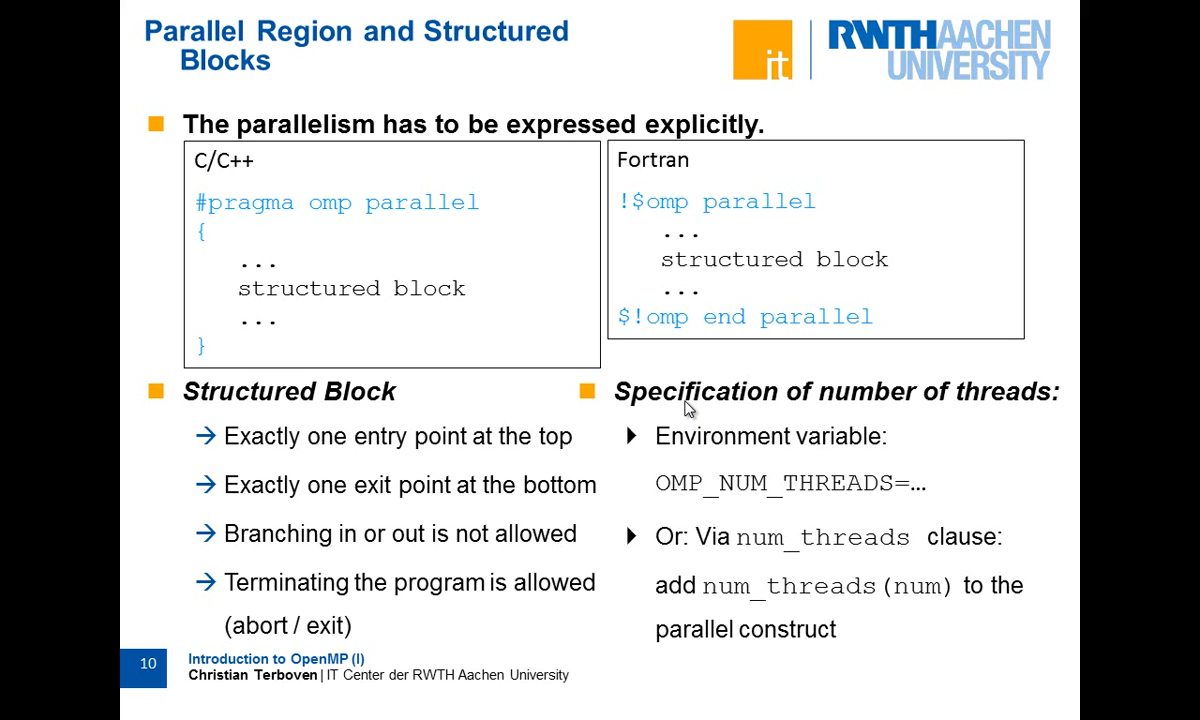 Parallel Region and Structured
Blocks
it
RWTHAACHEN
UNIVERSITY
The parallelism has to be expressed explicitly.
C/C++
#pragma omp parallel
{
...
structured block
...
}
Fortran
!$omp parallel
...
structured block
...
$!omp end parallel
Structured Block
Exactly one entry point at the top
Exactly one exit point at the bottom
Branching in or out is not allowed
Terminating the program is allowed
(abort / exit)
Specification of number of threads:
Environment variable:
OMP_NUM_THREADS=…
Or: Via num_threads clause:
add num_threads(num) to the
parallel construct
10
Introduction to OpenMP (I)
Christian Terboven | IT Center der RWTH Aachen University